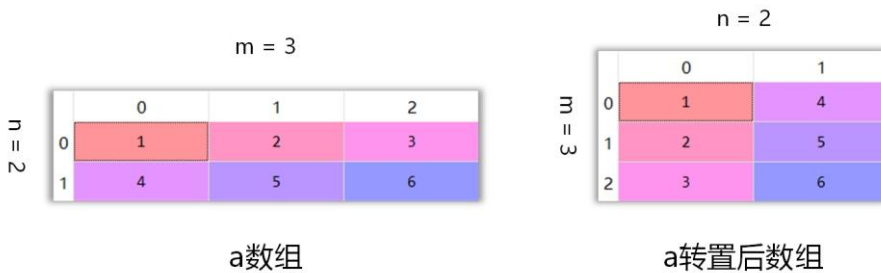 m = 3
n = 2
0 1 2
0 1 2 3
1 4 5 6
a数组
n = 2
m = 3
0 1
0 1 4
1 2 5
2 3 6
a转置后数组